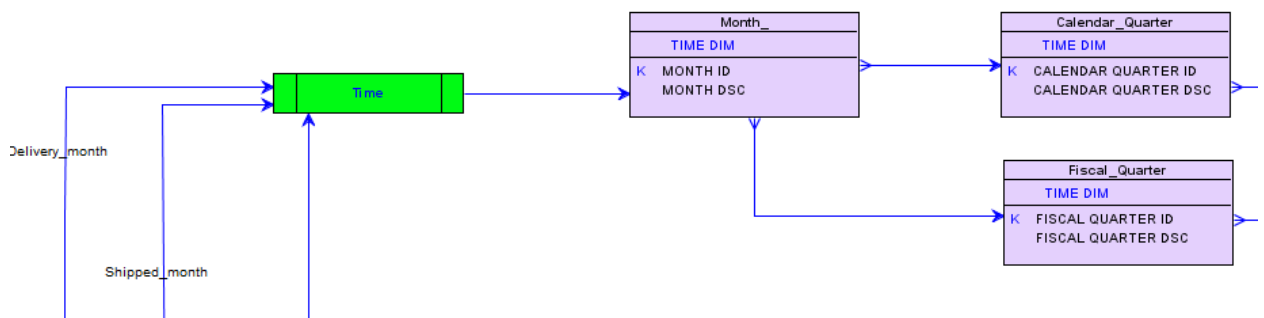 Month_
TIME DIM
K MONTH ID
MONTH DSC
Calendar_Quarter
TIME DIM
K CALENDAR QUARTER ID
CALENDAR QUARTER DSC
Time
Delivery_month
Fiscal_Quarter
TIME DIM
K FISCAL QUARTER ID
FISCAL QUARTER DSC
Shipped_month